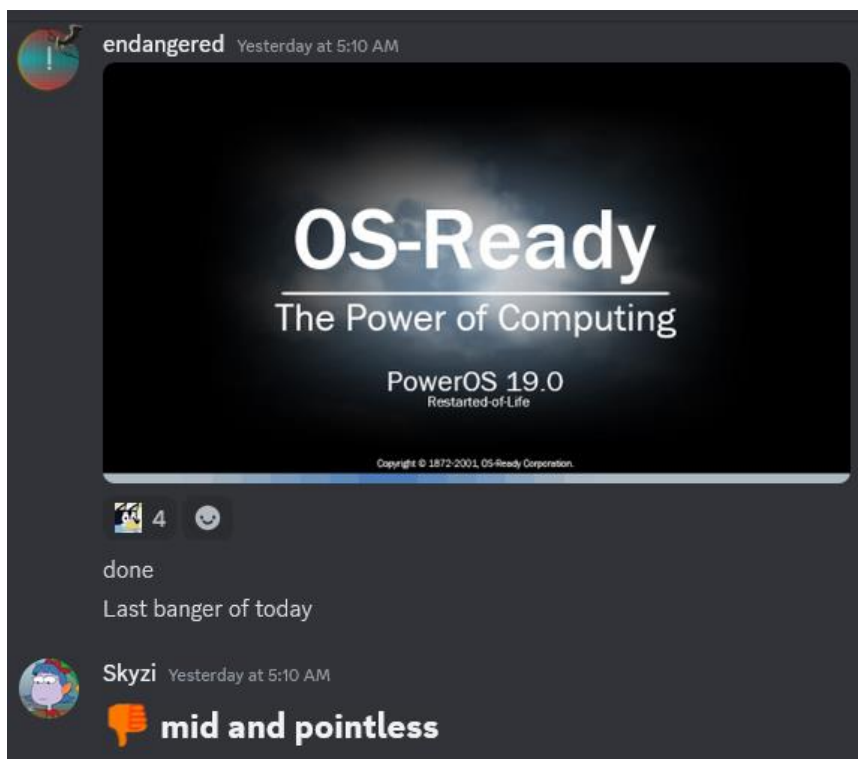 endangered Yesterday at 5:10 AM
OS-Ready
The Power of Computing
PowerOS 19.0
Restarted-of-Life
Copyright © 1872-2001, OS-Ready Corporation.
4
done
Last banger of today
Skyzi Yesterday at 5:10 AM
👎 mid and pointless